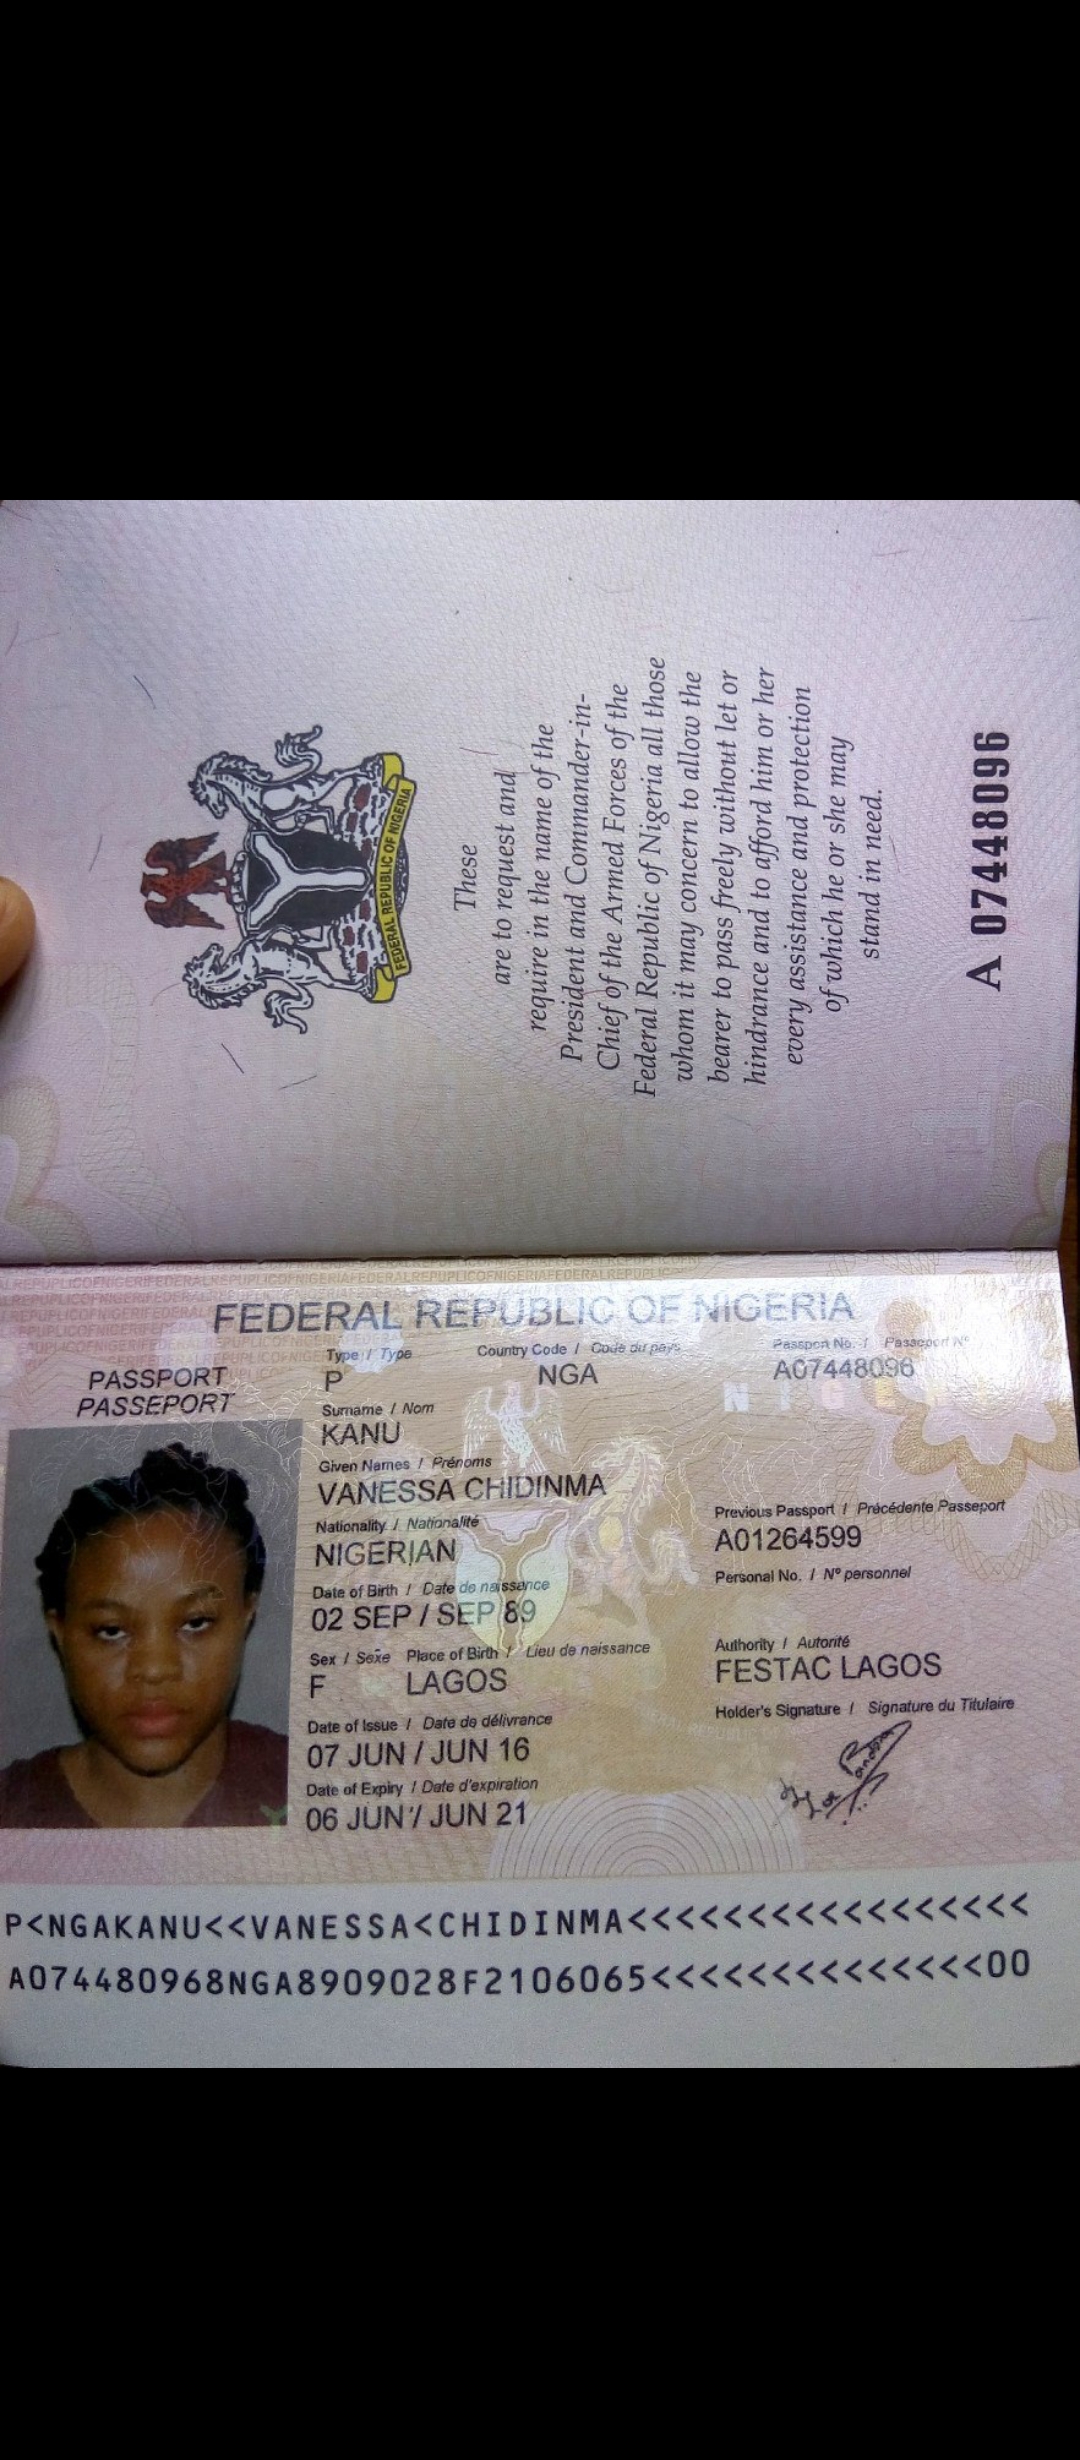 FEDERAL REPUBLIC OF NIGERIA
These
are to request and
require in the name of the
President and Commander-in-
Chief of the Armed Forces of the
Federal Republic of Nigeria all those
whom it may concern to allow the
bearer to pass freely without let or
hindrance and to afford him or her
every assistance and protection
of which he or she may
stand in need.
A 07448096
FEDERAL REPUBLIC OF NIGERIA
PASSPORT
PASSEPORT
Type / Type
Country Code / Code du pays
Passport No. / Passeport N°
P
NGA
A07448096
Surname / Nom
KANU
Given Names / Prénoms
VANESSA CHIDINMA
Nationality / Nationalité
NIGERIAN
Previous Passport / Précédente Passeport
A01264599
Date of Birth / Date de naissance
02 SEP / SEP 89
Personal No. / N° personnel
Sex / Sexe Place of Birth / Lieu de naissance
F LAGOS
Authority / Autorité
FESTAC LAGOS
Date of Issue / Date de délivrance
07 JUN / JUN 16
Holder's Signature / Signature du Titulaire
Date of Expiry / Date d'expiration
06 JUN / JUN 21
P<NGAKANU<<VANESSA<CHIDINMA<<<<<<<<<<<<<<<<<
A074480968NGA8909028F2106065<<<<<<<<<<<<<<00